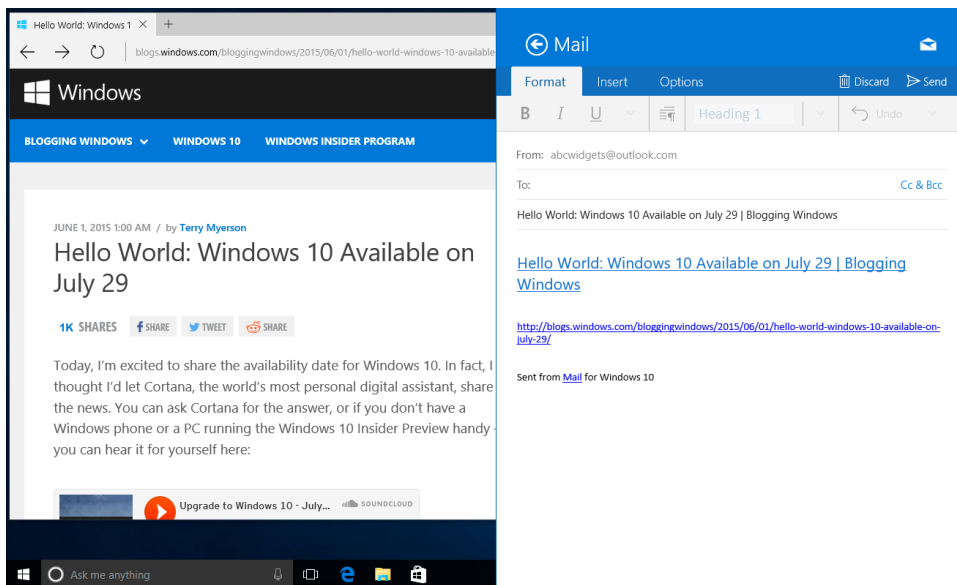 Hello World: Windows 1
blogs.windows.com/bloggingwindows/2015/06/01/hello-world-windows-10-available-
Windows
BLOGGING WINDOWS
WINDOWS 10
WINDOWS INSIDER PROGRAM
JUNE 1, 2015 1:00 AM / by Terry Myerson
Hello World: Windows 10 Available on
July 29
1K SHARES
SHARE
TWEET
SHARE
Today, I'm excited to share the availability date for Windows 10. In fact, I
thought I'd let Cortana, the world's most personal digital assistant, share
the news. You can ask Cortana for the answer, or if you don't have a
Windows phone or a PC running the Windows 10 Insider Preview handy -
you can hear it for yourself here:
Upgrade to Windows 10 - July...
SOUNDCLOUD
Ask me anything
Mail
Format
Insert
Options
Discard
Send
B I U
Heading 1
Undo
From: abcwidgets@outlook.com
To:
Cc & Bcc
Hello World: Windows 10 Available on July 29 | Blogging Windows
Hello World: Windows 10 Available on July 29 | Blogging
Windows
http://blogs.windows.com/bloggingwindows/2015/06/01/hello-world-windows-10-available-on-
july-29/
Sent from Mail for Windows 10